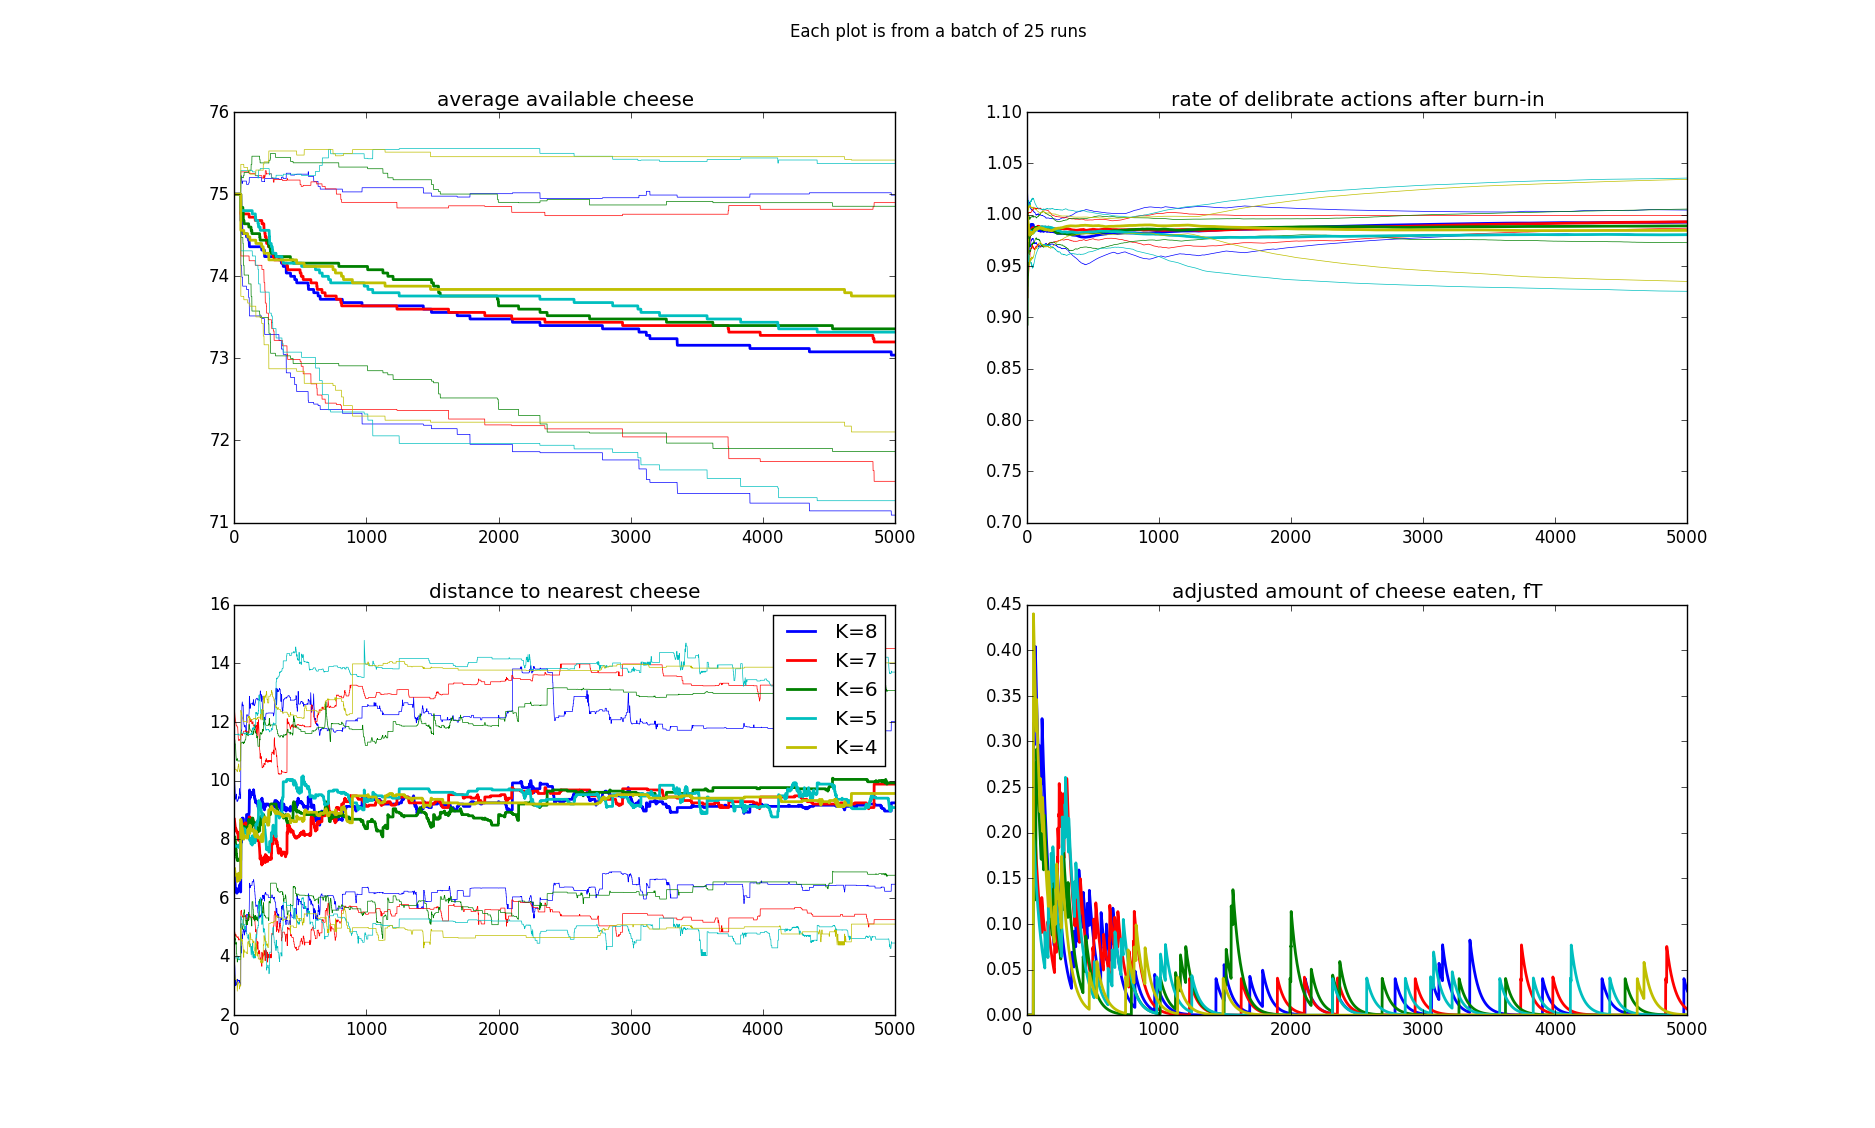 Each plot is from a batch of 25 runs
average available cheese
76
75
74
73
72
71
0 1000 2000 3000 4000 5000
rate of delibrate actions after burn-in
1.10
1.05
1.00
0.95
0.90
0.85
0.80
0.75
0.70
0 1000 2000 3000 4000 5000
distance to nearest cheese
16
14
12
10
8
6
4
2
0 1000 2000 3000 4000 5000
K=8
K=7
K=6
K=5
K=4
adjusted amount of cheese eaten, fT
0.45
0.40
0.35
0.30
0.25
0.20
0.15
0.10
0.05
0.00
0 1000 2000 3000 4000 5000